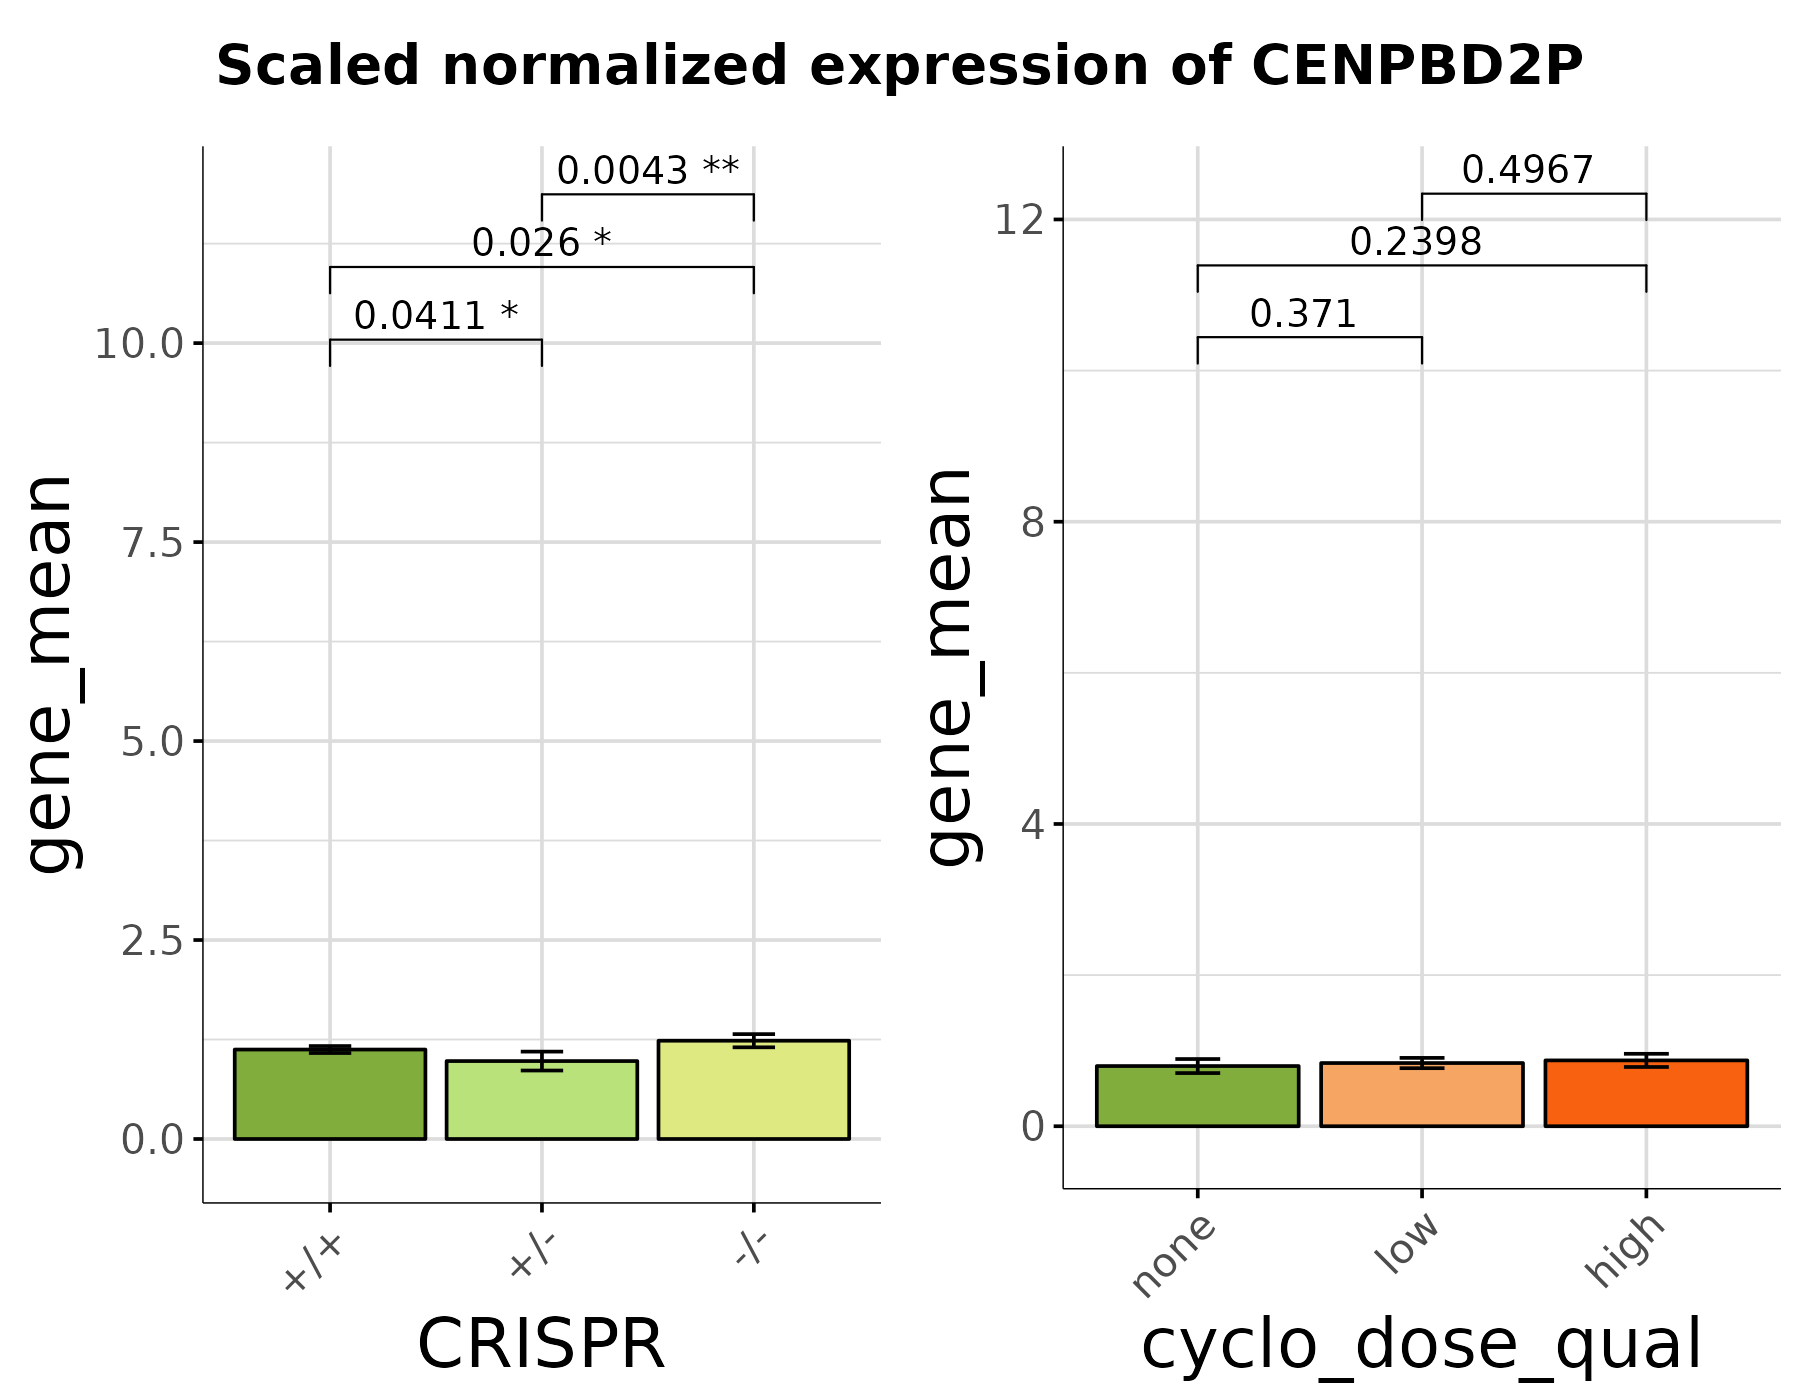 Scaled normalized expression of CENPBD2P
gene_mean
10.0
7.5
5.0
2.5
0.0
0.0043 **
0.026 *
0.0411 *
+/+
+/-
-/-
CRISPR
gene_mean
12
8
4
0
0.4967
0.2398
0.371
none
low
high
cyclo_dose_qual